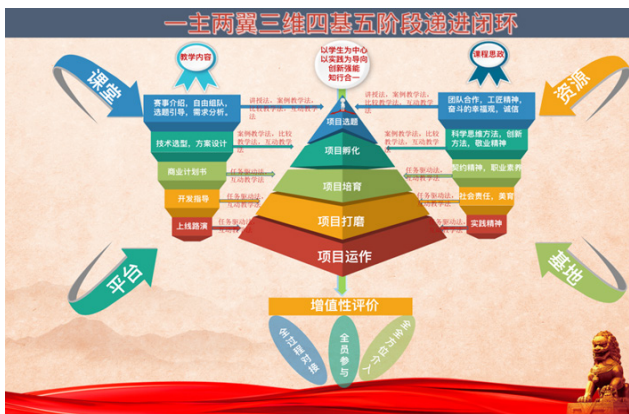 一主两翼三维四基五阶段递进闭环
课堂
教学内容
以学生为中心
以实践为导向
创新强能
知行合一
课程思政
资源
赛事介绍，自由组队，
选题引导，需求分析。
讲授法，案例教学法，
比较教学法，互动教学
法
项目选题
讲授法，案例教学法，
比较教学法，互动教学
法
团队合作，工匠精神，
奋斗的幸福观，诚信
技术选型，方案设计
案例教学法，比较
教学法，互动教学
法
项目孵化
案例教学法，比较
教学法，互动教学
法
科学思维方法，创新
方法，敬业精神
商业计划书
任务驱动法，
互动教学法
项目培育
任务驱动法，
互动教学法
契约精神，职业素养
开发指导
任务驱动法，
互动教学法
项目打磨
任务驱动法，
互动教学法
社会责任，美育
上线路演
任务驱动法，
互动教学法
项目运作
任务驱动法，
互动教学法
实践精神
平台
基地
增值性评价
全过程对接
全员参与
全全方位介入